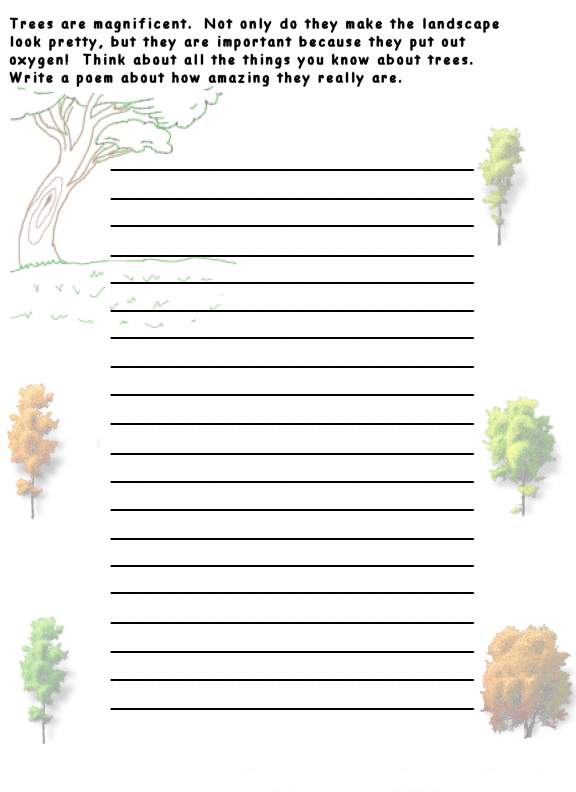 Trees are magnificent. Not only do they make the landscape
look pretty, but they are important because they put out
oxygen! Think about all the things you know about trees.
Write a poem about how amazing they really are.